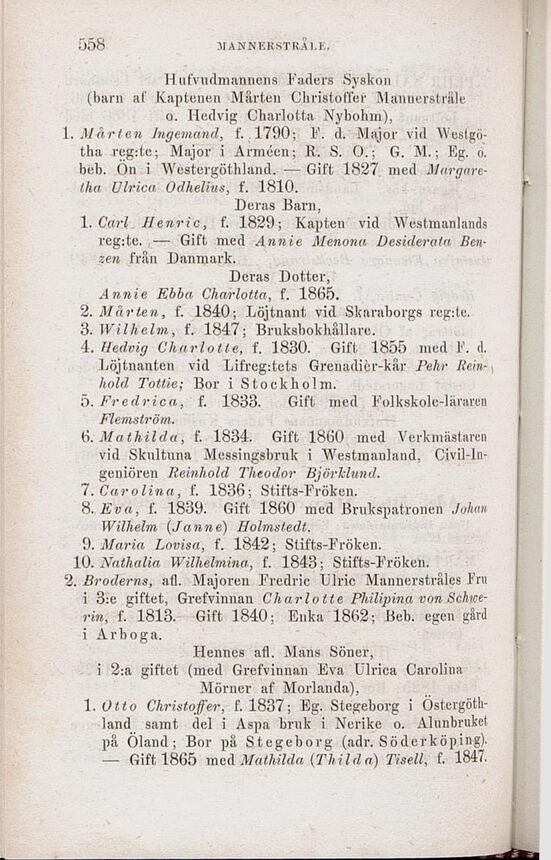 558 MANNERSTRÅLE.
Hufvudmannens Faders Syskon
(barn af Kaptenen Mårten Christoffer Mannerstråle
o. Hedvig Charlotta Nybohm),
1. Mårten Ingemand, f. 1790; F. d. Major vid Westgö-
tha reg:te; Major i Arméen; R. S. O.; G. M.; Eg. o.
beb. Ön i Westergöthland. — Gift 1827 med Margare-
tha Ulrica Odhelius, f. 1810.
Deras Barn,
1. Carl Henric, f. 1829; Kapten vid Westmanlands
reg:te. — Gift med Annie Menona Desiderata Ben-
zen från Danmark.
Deras Dotter,
Annie Ebba Charlotta, f. 1865.
2. Mårten, f. 1840; Löjtnant vid Skaraborgs reg:te.
3. Wilhelm, f. 1847; Bruksbokhållare.
4. Hedvig Charlotte, f. 1830. Gift 1855 med F. d.
Löjtnanten vid Lifreg:tets Grenadièr-kår Pehr Rein-
hold Tottie; Bor i Stockholm.
5. Fredrica, f. 1833. Gift med Folkskole-läraren
Flemström.
6. Mathilda, f. 1834. Gift 1860 med Verkmästaren
vid Skultuna Messingsbruk i Westmanland, Civil-In-
geniören Reinhold Theodor Björklund.
7. Carolina, f. 1836; Stifts-Fröken.
8. Eva, f. 1839. Gift 1860 med Brukspatronen Johan
Wilhelm (Janne) Holmstedt.
9. Maria Lovisa, f. 1842; Stifts-Fröken.
10. Nathalia Wilhelmina, f. 1843; Stifts-Fröken.
2. Broderns, afl. Majoren Fredric Ulric Mannerstråles Fru
i 3:e giftet, Grefvinnan Charlotte Philipina von Schwe-
rin, f. 1813. Gift 1840; Enka 1862; Beb. egen gård
i Arboga.
Hennes afl. Mans Söner,
i 2:a giftet (med Grefvinnan Eva Ulrica Carolina
Mörner af Morlanda),
1. Otto Christoffer, f. 1837; Eg. Stegeborg i Östergöth-
land samt del i Aspa bruk i Nerike o. Alunbruket
på Öland; Bor på Stegeborg (adr. Söderköping).
— Gift 1865 med Mathilda (Thilda) Tisell, f. 1847.